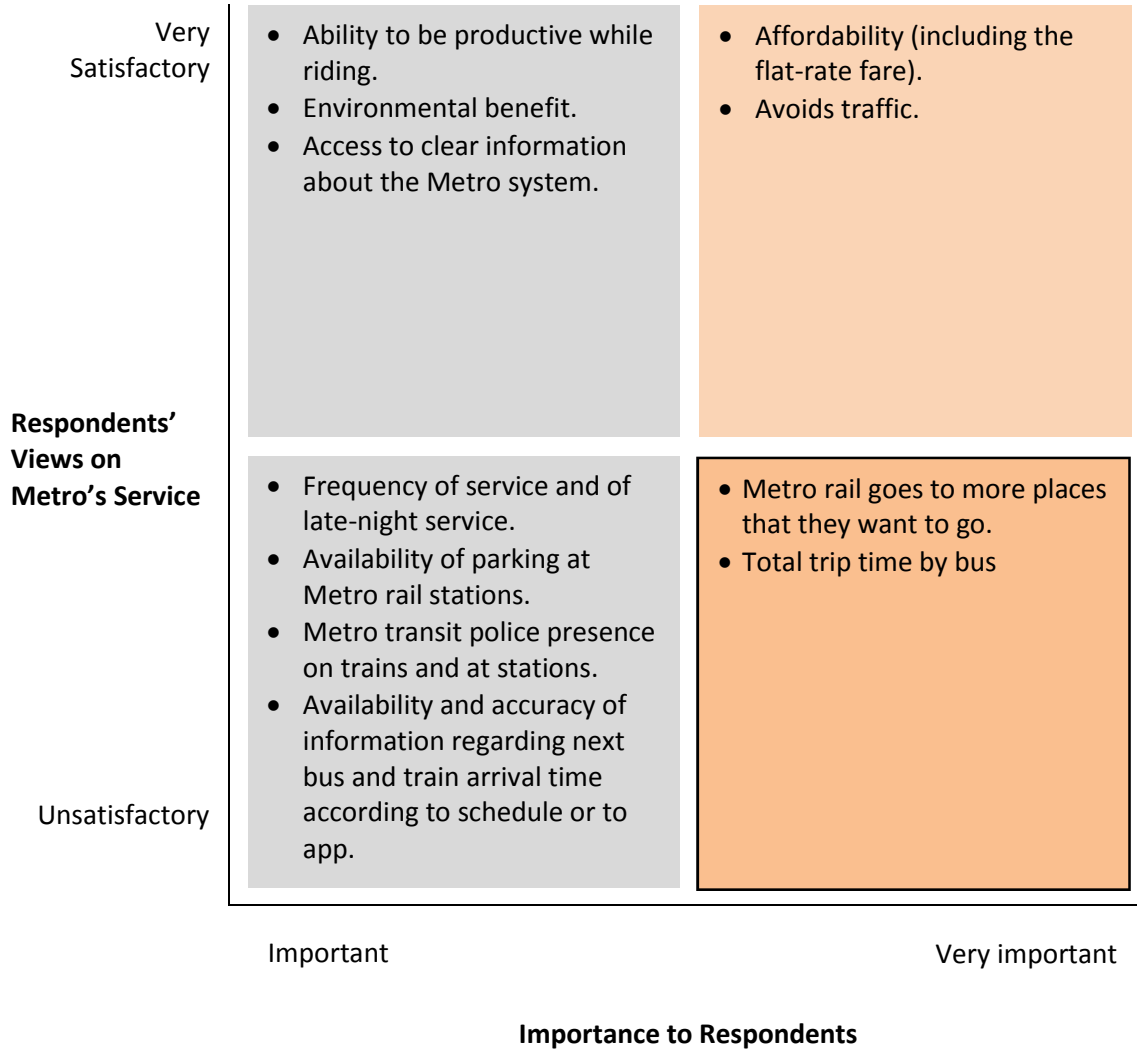 Very
Satisfactory
• Ability to be productive while
riding.
• Environmental benefit.
• Access to clear information
about the Metro system.
• Affordability (including the
flat-rate fare).
• Avoids traffic.
Respondents’
Views on
Metro’s Service
• Frequency of service and of
late-night service.
• Availability of parking at
Metro rail stations.
• Metro transit police presence
on trains and at stations.
• Availability and accuracy of
information regarding next
bus and train arrival time
according to schedule or to
app.
• Metro rail goes to more places
that they want to go.
• Total trip time by bus
Unsatisfactory
Important
Very important
Importance to Respondents